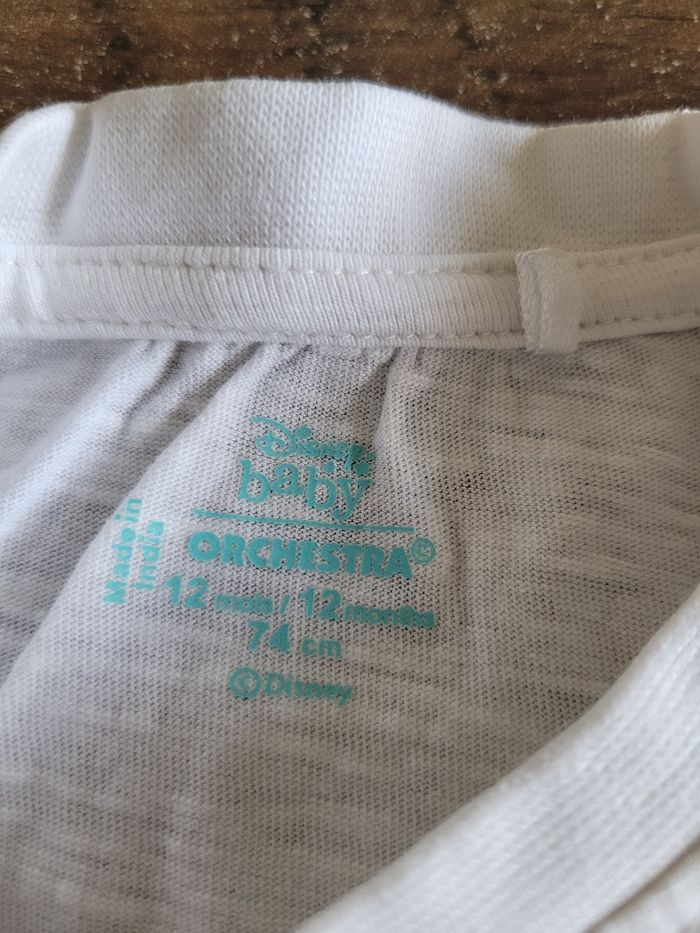 Disney
baby
ORCHESTRA®
Made in
India
12 mois / 12 months
74 cm
©Disney